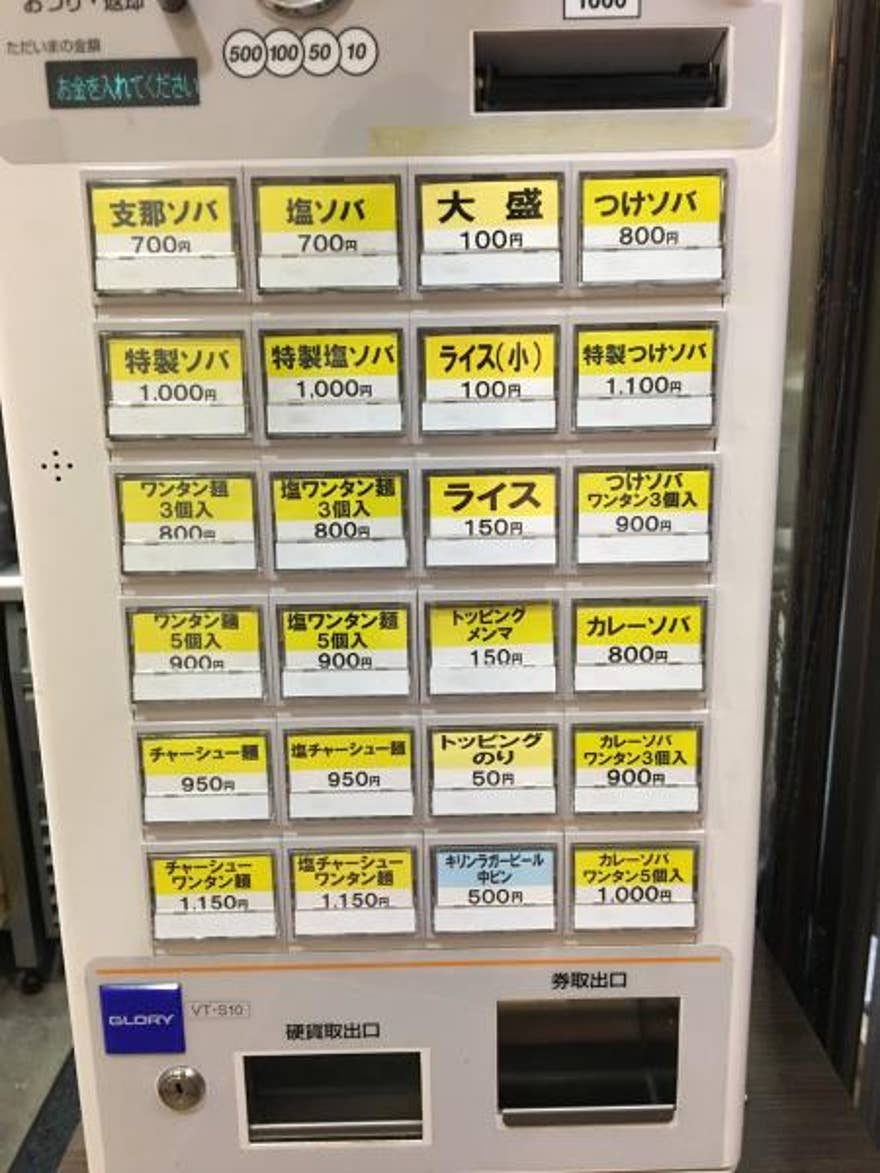 おつり・返却
1000
ただいまの金額
お金を入れてください
500 100 50 10
支那ソバ
700円
塩ソバ
700円
大盛
100円
つけソバ
800円
特製ソバ
1,000円
特製塩ソバ
1,000円
ライス(小)
100円
特製つけソバ
1,100円
ワンタン麺
3個入
800円
塩ワンタン麺
3個入
800円
ライス
150円
つけソバ
ワンタン3個入
900円
ワンタン麺
5個入
900円
塩ワンタン麺
5個入
900円
トッピング
メンマ
150円
カレーソバ
800円
チャーシュー麺
950円
塩チャーシュー麺
950円
トッピング
のり
50円
カレーソバ
ワンタン3個入
900円
チャーシュー
ワンタン麺
1,150円
塩チャーシュー
ワンタン麺
1,150円
キリンラガービール
中ビン
500円
カレーソバ
ワンタン5個入
1,000円
券取出口
GLORY
VT-S10
硬貨取出口